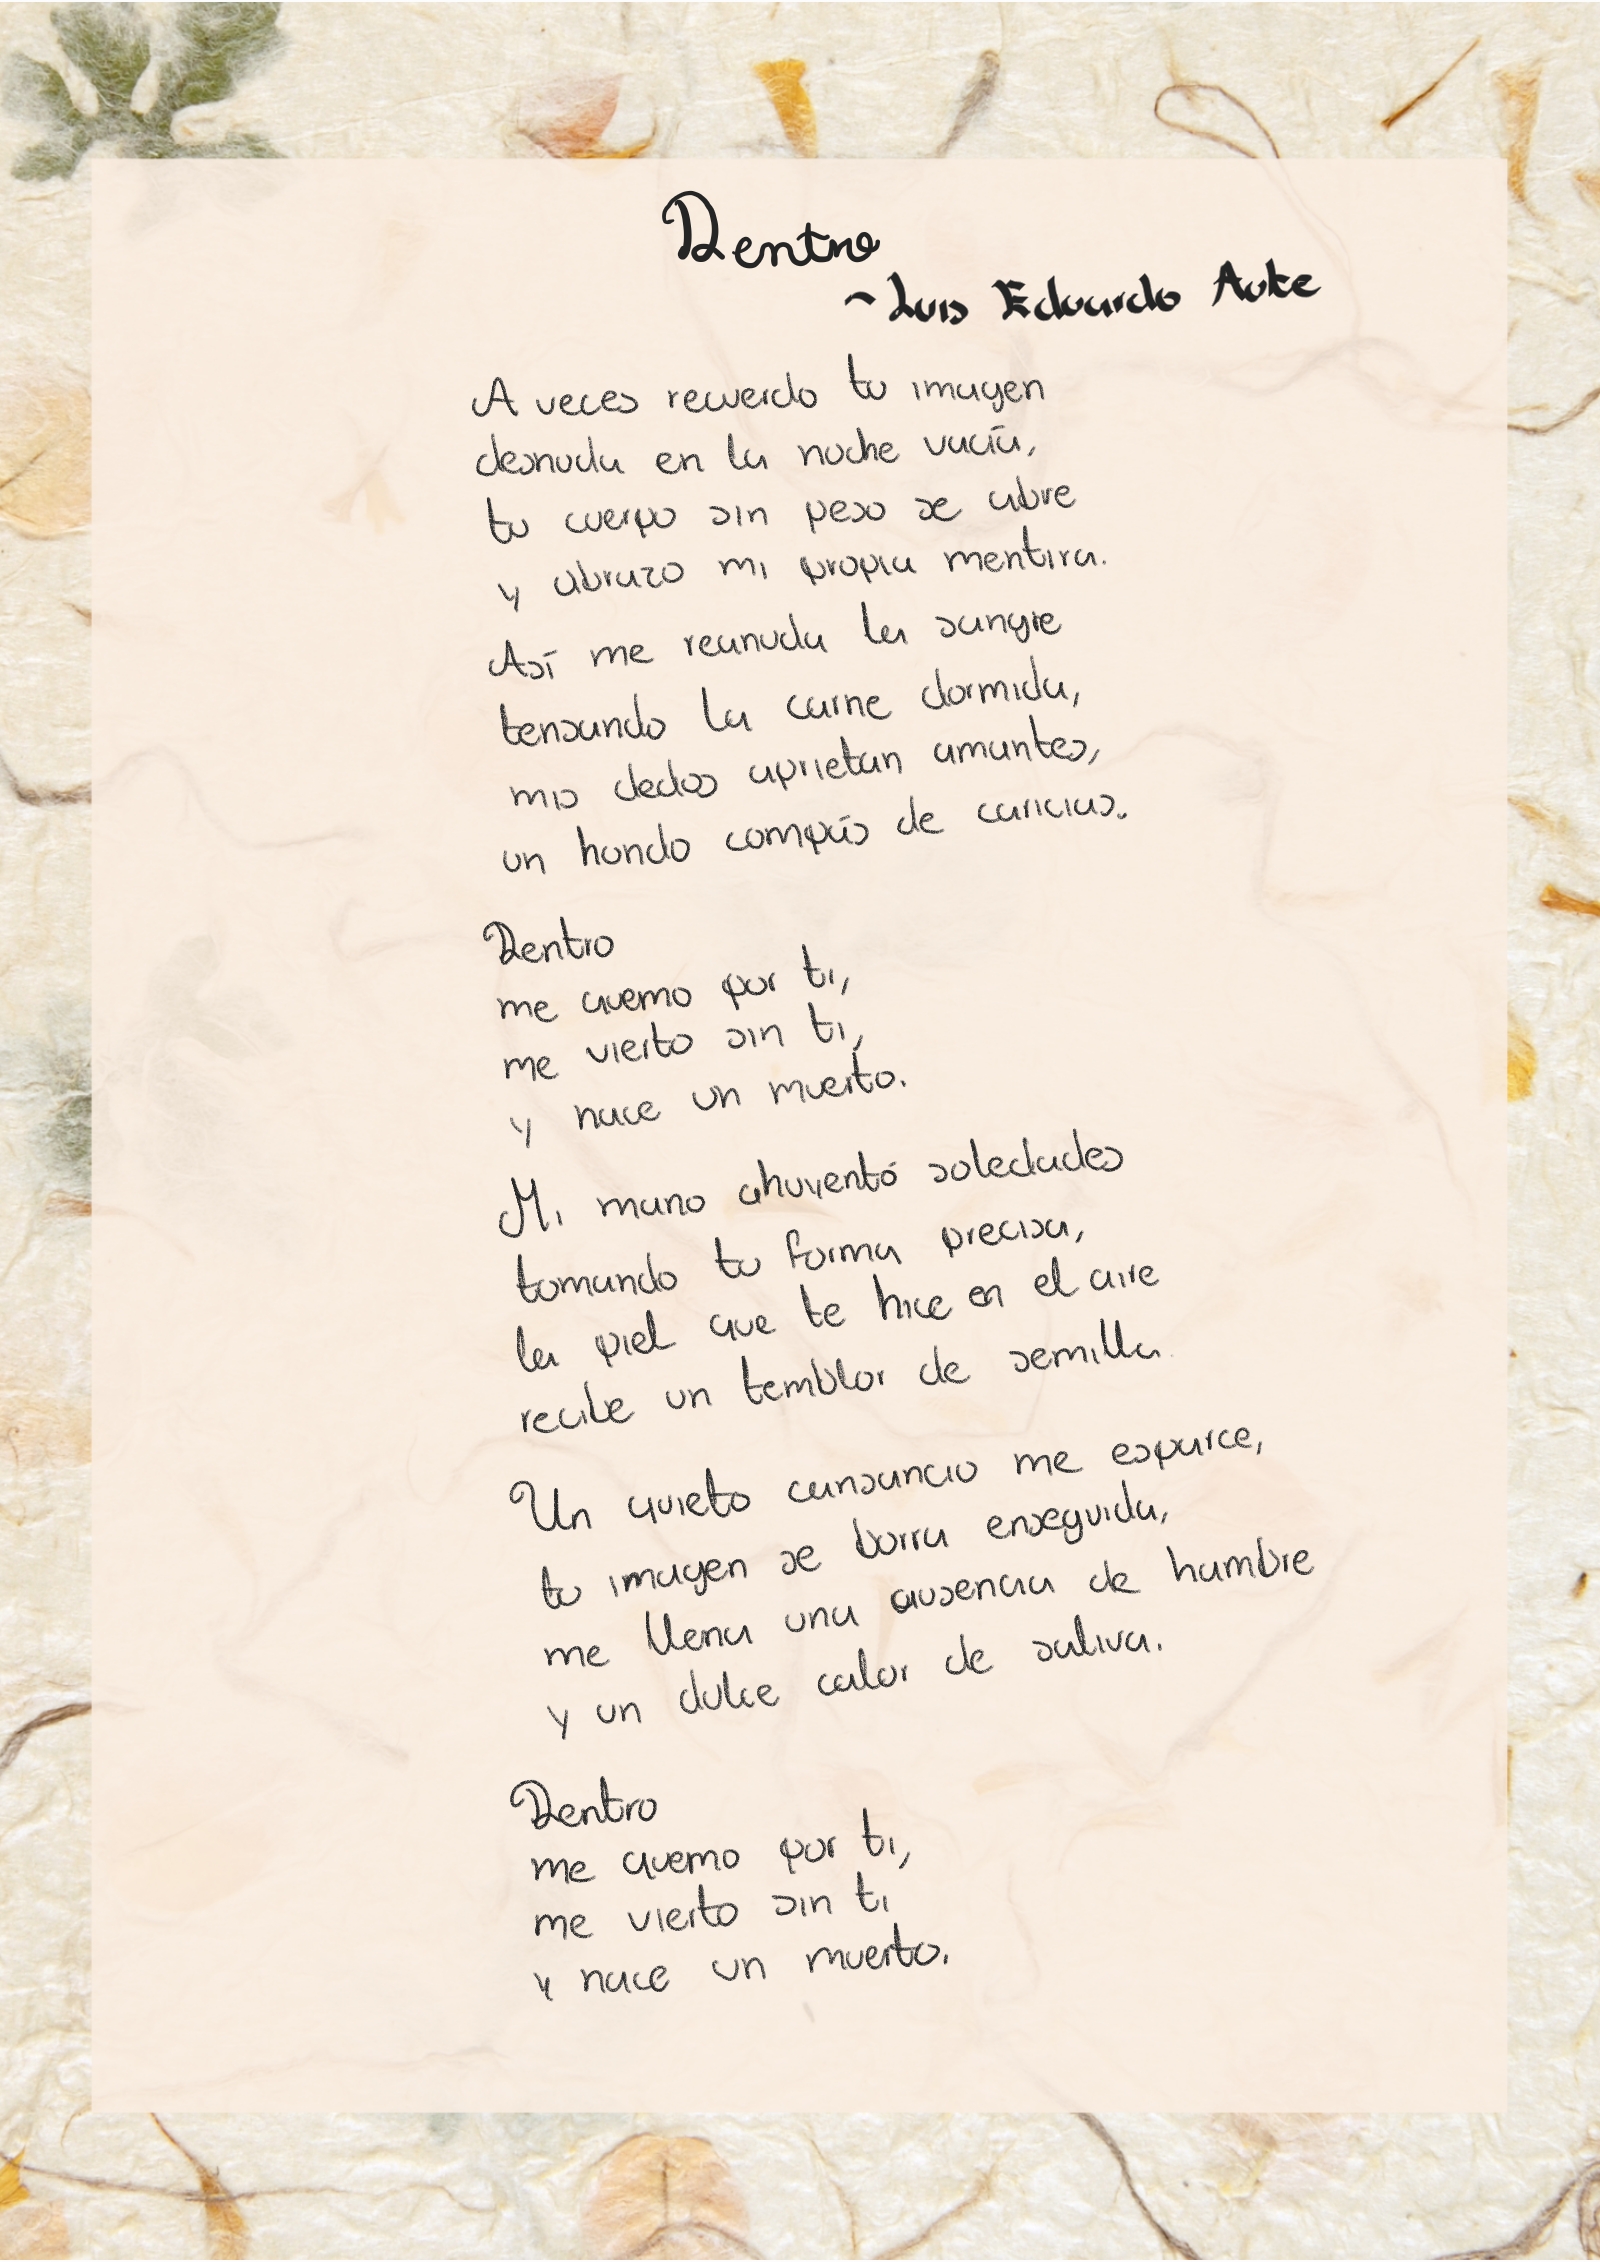 Dentro
~Luis Eduardo Aute
A veces recuerdo tu imagen
desnuda en la noche vacía,
tu cuerpo sin peso se abre
y abrazo mi propia mentira.
Así me reanuda la sangre
tensando la carne dormida,
mis dedos aprietan amantes,
un hondo compás de caricias.
Dentro
me quemo por ti,
me vierto sin ti,
y nace un muerto.
Mi mano ahuyentó soledades
tomando tu forma precisa,
la piel que te hice en el aire
recibe un temblor de semilla.
Un quieto cansancio me esparce,
tu imagen se borra enseguida,
me llena una ausencia de hambre
y un dulce calor de saliva.
Dentro
me quemo por ti,
me vierto sin ti
y nace un muerto.